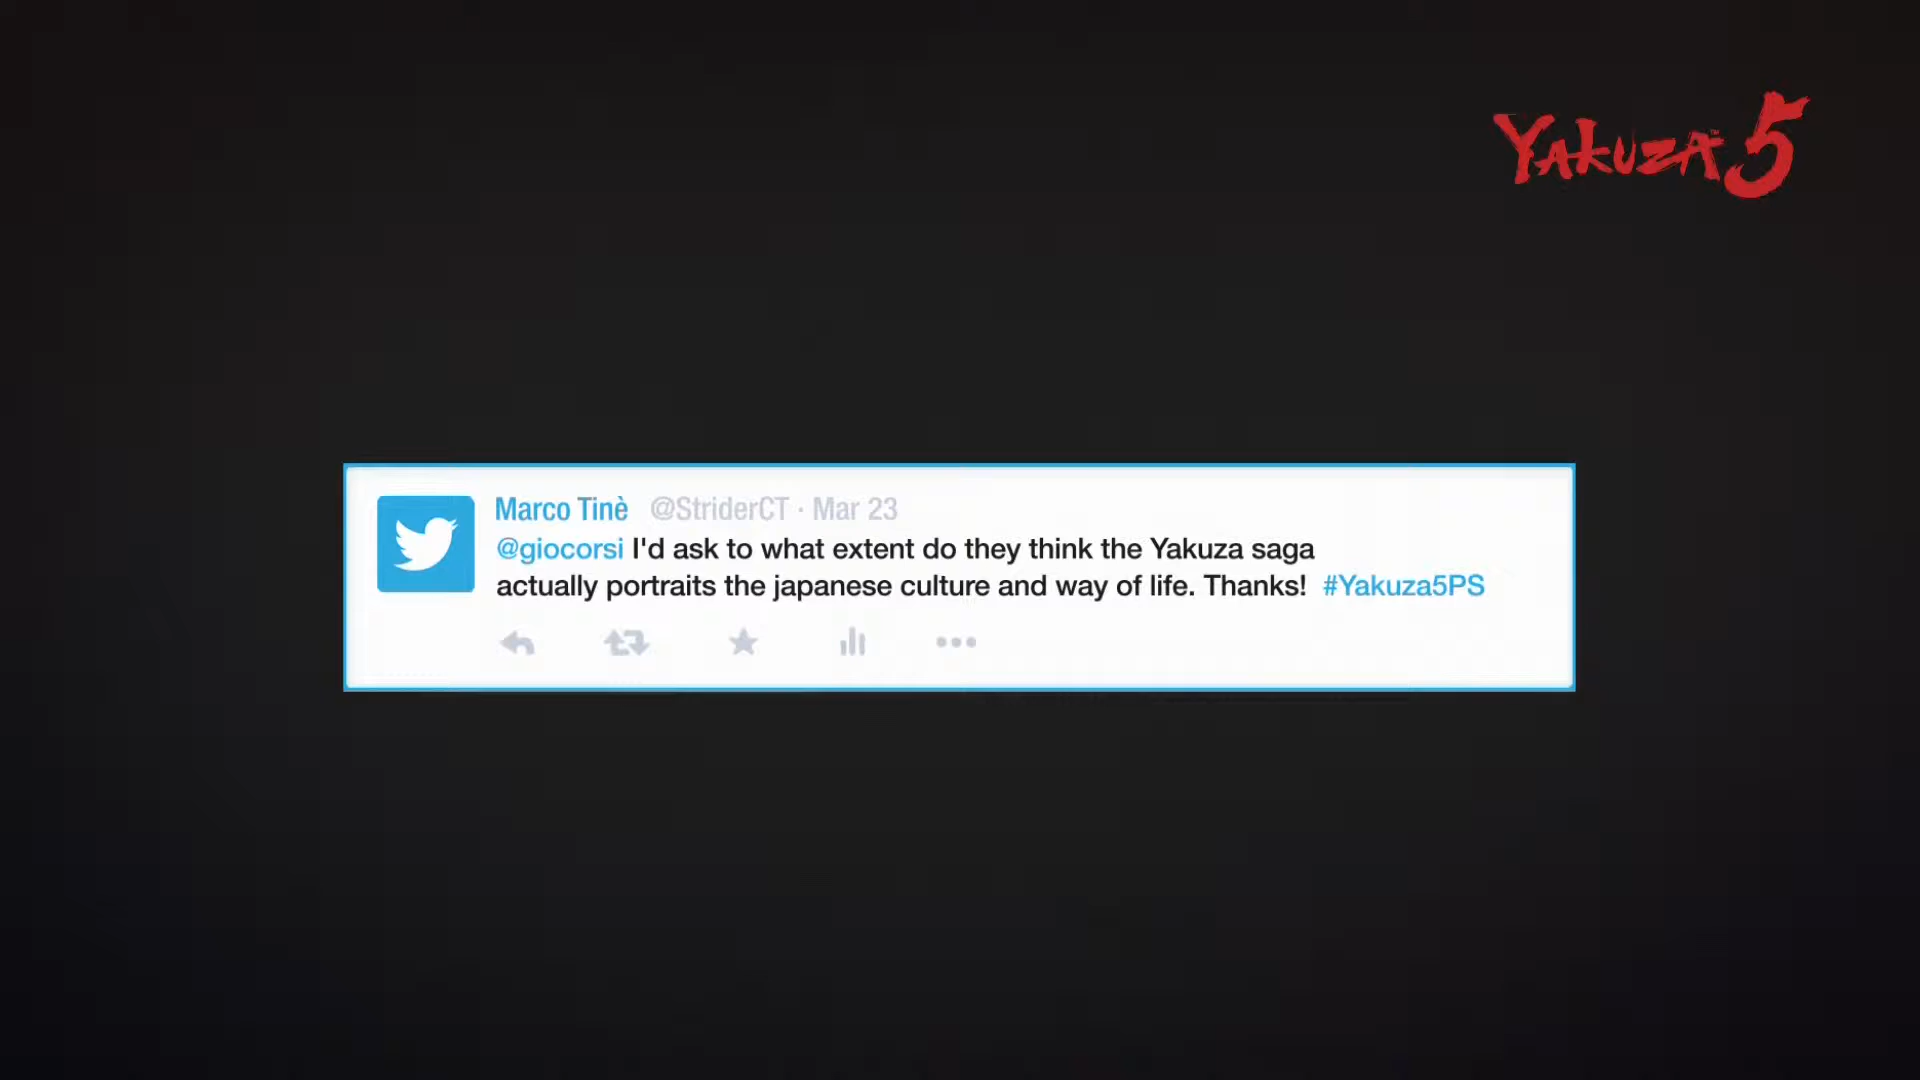 YAKUZA 5
Marco Tinè @StriderCT · Mar 23
@giocorsi I'd ask to what extent do they think the Yakuza saga
actually portraits the japanese culture and way of life. Thanks! #Yakuza5PS